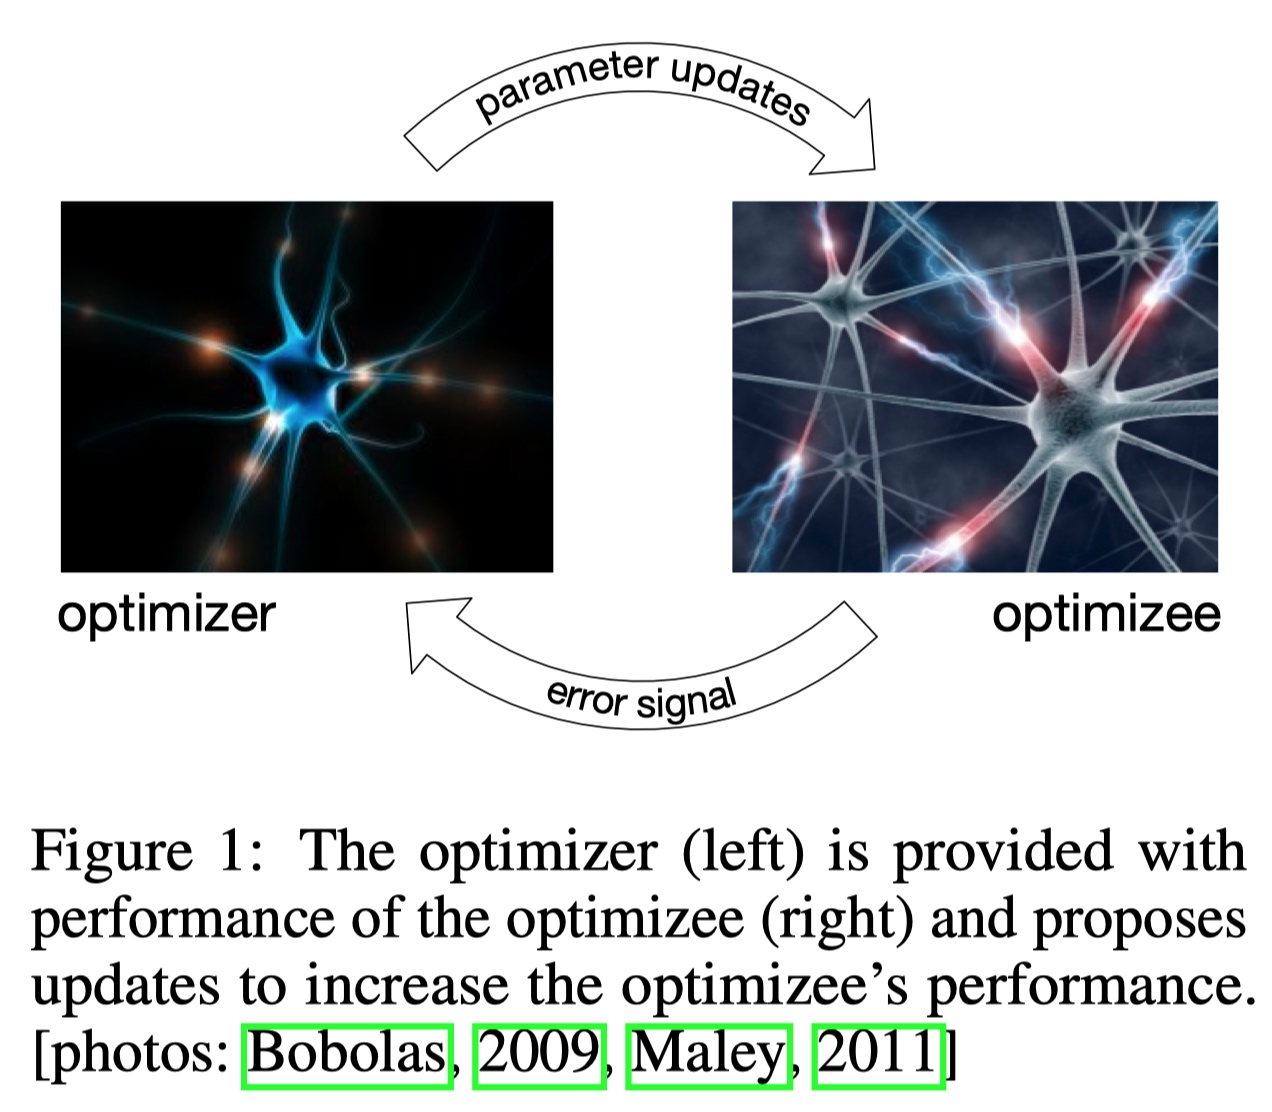 parameter updates
optimizer
optimizee
error signal
Figure 1: The optimizer (left) is provided with
performance of the optimizee (right) and proposes
updates to increase the optimizee’s performance.
[photos: Bobolas, 2009, Maley, 2011]